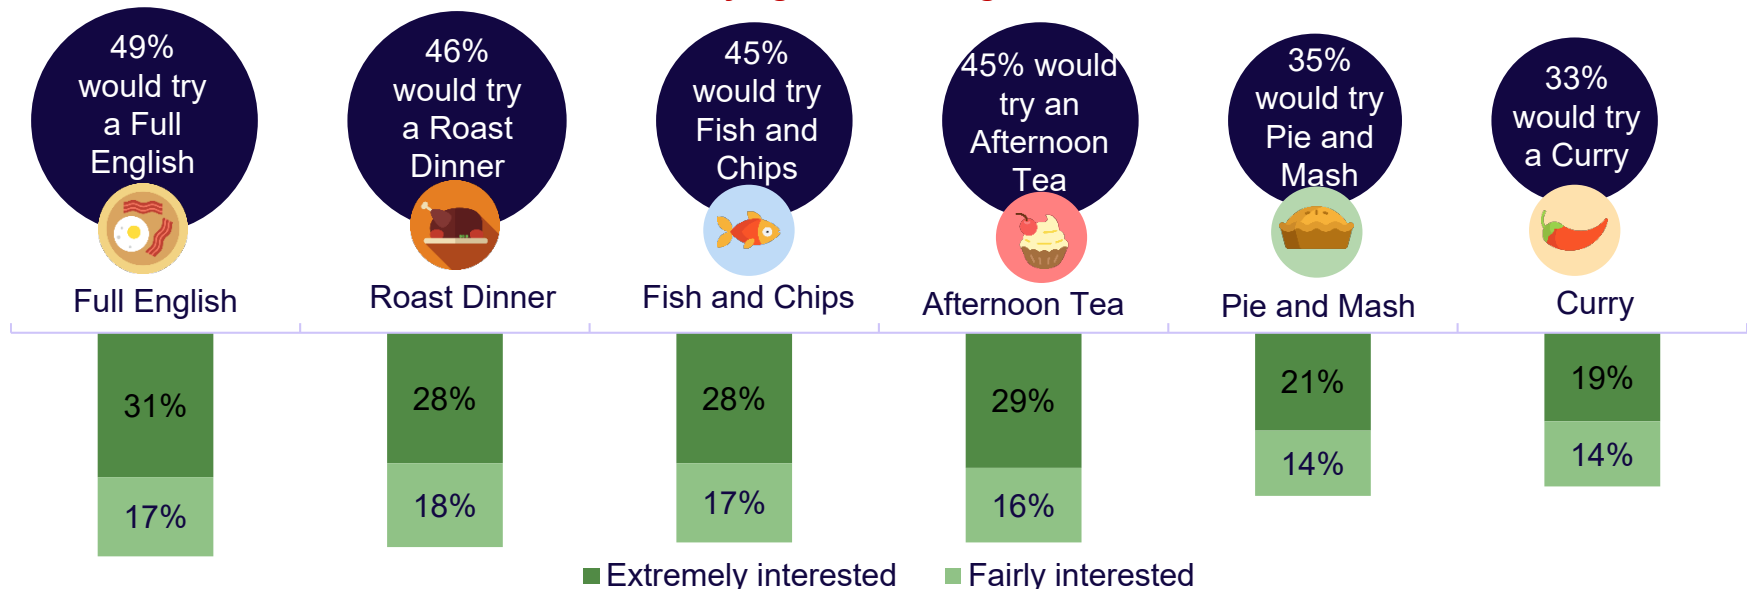 49%
would try
a Full
English
46%
would try
a Roast
Dinner
45%
would try
Fish and
Chips
45% would
try an
Afternoon
Tea
35%
would try
Pie and
Mash
33%
would try
a Curry
Full English
Roast Dinner
Fish and Chips
Afternoon Tea
Pie and Mash
Curry
31%
28%
28%
29%
21%
19%
17%
18%
17%
16%
14%
14%
Extremely interested
Fairly interested